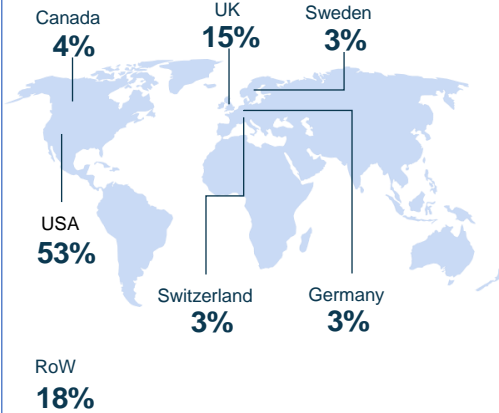 Canada
4%
UK
15%
Sweden
3%
USA
53%
Switzerland
3%
Germany
3%
RoW
18%